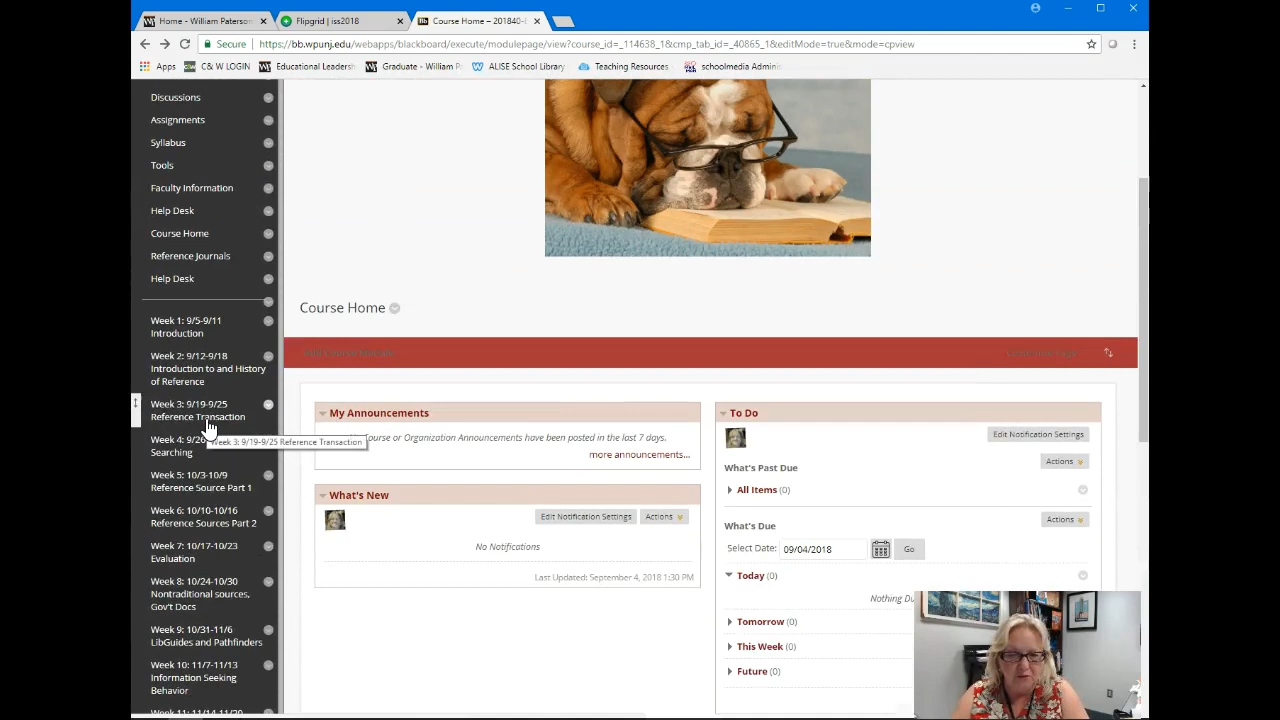 Home - William Paterson
Flipgrid | iss2018
Course Home – 201840-
Secure
https://bb.wpunj.edu/webapps/blackboard/execute/modulepage/view?course_id=_114638_1&cmp_tab_id=_40865_1&editMode=true&mode=cpview
Apps
C& W LOGIN
Educational Leaders
Graduate - William P
ALISE School Library
Teaching Resources
schoolmedia Admin
Discussions
Assignments
Syllabus
Tools
Faculty Information
Help Desk
Course Home
Reference Journals
Help Desk
Week 1: 9/5-9/11
Introduction
Week 2: 9/12-9/18
Introduction to and History
of Reference
Week 3: 9/19-9/25
Reference Transaction
Week 4: 9/26
Searching
Week 3: 9/19-9/25 Reference Transaction
Week 5: 10/3-10/9
Reference Source Part 1
Week 6: 10/10-10/16
Reference Sources Part 2
Week 7: 10/17-10/23
Evaluation
Week 8: 10/24-10/30
Nontraditional sources,
Gov't Docs
Week 9: 10/31-11/6
LibGuides and Pathfinders
Week 10: 11/7-11/13
Information Seeking
Behavior
Week 11: 11/14-11/20
Course Home
My Announcements
Course or Organization Announcements have been posted in the last 7 days.
more announcements...
What's New
Edit Notification Settings
Actions
No Notifications
Last Updated: September 4, 2018 1:30 PM
To Do
Edit Notification Settings
What's Past Due
Actions
All Items (0)
What's Due
Actions
Select Date: 09/04/2018
Go
Today (0)
Nothing Du
Tomorrow (0)
This Week (0)
Future (0)